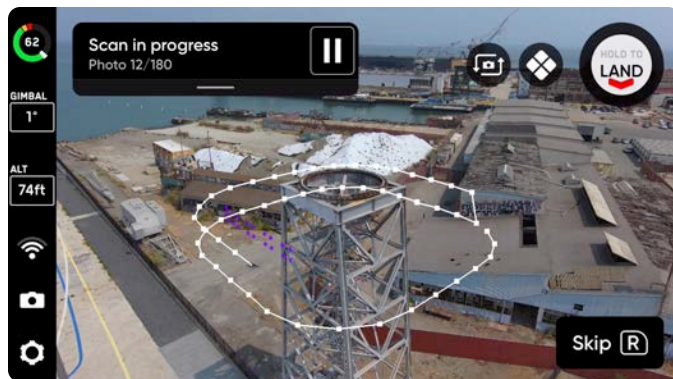 62
GIMBAL
1°
ALT
74ft
Scan in progress
Photo 12/180
HOLD TO
LAND
Skip R